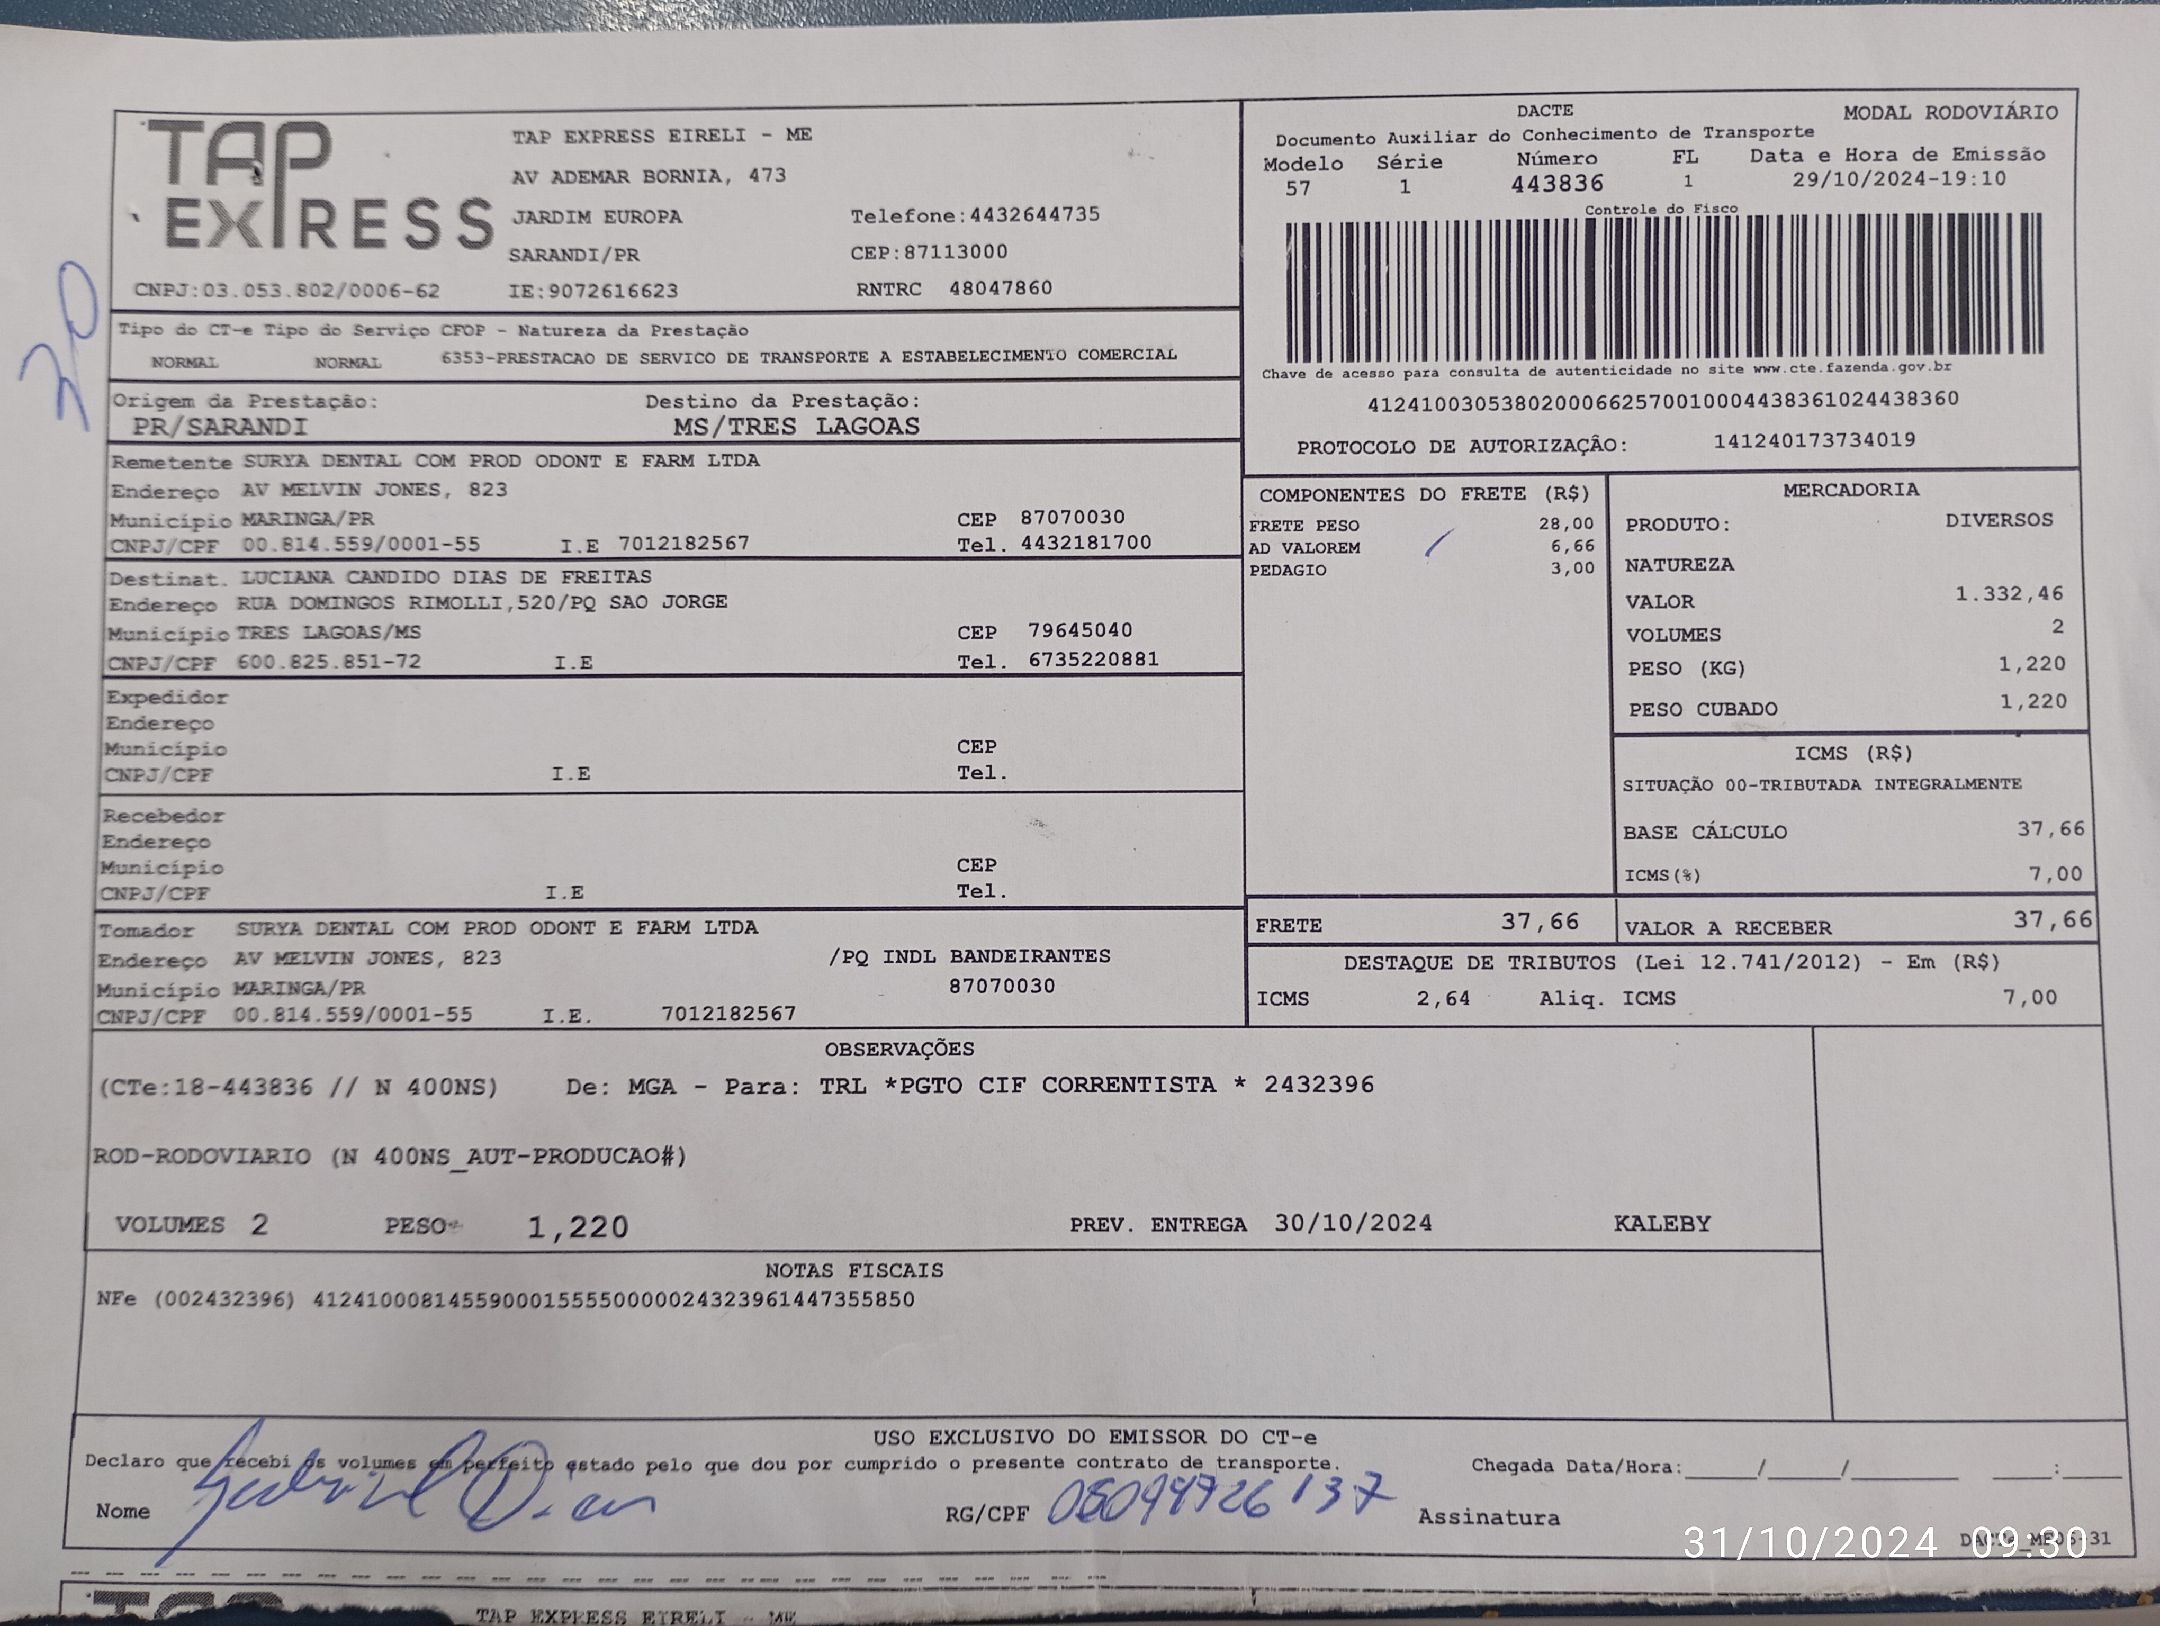 TAP EXPRESS
TAP EXPRESS EIRELI - ME
AV ADEMAR BORNIA, 473
JARDIM EUROPA Telefone:4432644735
SARANDI/PR CEP:87113000
CNPJ:03.053.802/0006-62 IE:9072616623 RNTRC 48047860
DACTE MODAL RODOVIÁRIO
Documento Auxiliar do Conhecimento de Transporte
Modelo Série Número FL Data e Hora de Emissão
57 1 443836 1 29/10/2024-19:10
Controle do Fisco
Chave de acesso para consulta de autenticidade no site www.cte.fazenda.gov.br
41241003053802000662570010004438361024438360
PROTOCOLO DE AUTORIZAÇÂO: 141240173734019
20
Tipo do CT-e Tipo do Serviço CFOP - Natureza da Prestação
NORMAL NORMAL 6353-PRESTACAO DE SERVICO DE TRANSPORTE A ESTABELECIMENTO COMERCIAL
Origem da Prestação: Destino da Prestação:
PR/SARANDI MS/TRES LAGOAS
Remetente SURYA DENTAL COM PROD ODONT E FARM LTDA
Endereço AV MELVIN JONES, 823
Município MARINGA/PR CEP 87070030
CNPJ/CPF 00.814.559/0001-55 I.E 7012182567 Tel. 4432181700
Destinat. LUCIANA CANDIDO DIAS DE FREITAS
Endereço RUA DOMINGOS RIMOLLI,520/PQ SAO JORGE
Município TRES LAGOAS/MS CEP 79645040
CNPJ/CPF 600.825.851-72 I.E Tel. 6735220881
Expedidor
Endereço
Município CEP
CNPJ/CPF I.E Tel.
Recebedor
Endereço
Município CEP
CNPJ/CPF I.E Tel.
Tomador SURYA DENTAL COM PROD ODONT E FARM LTDA
Endereço AV MELVIN JONES, 823 /PQ INDL BANDEIRANTES
Município MARINGA/PR 87070030
CNPJ/CPF 00.814.559/0001-55 I.E. 7012182567
COMPONENTES DO FRETE (R$)
FRETE PESO 28,00
AD VALOREM 6,66
PEDAGIO 3,00
MERCADORIA
PRODUTO: DIVERSOS
NATUREZA
VALOR 1.332,46
VOLUMES 2
PESO (KG) 1,220
PESO CUBADO 1,220
ICMS (R$)
SITUAÇÃO 00-TRIBUTADA INTEGRALMENTE
BASE CÁLCULO 37,66
ICMS(%) 7,00
FRETE 37,66 VALOR A RECEBER 37,66
DESTAQUE DE TRIBUTOS (Lei 12.741/2012) - Em (R$)
ICMS 2,64 Aliq. ICMS 7,00
OBSERVAÇÕES
(CTe:18-443836 // N 400NS) De: MGA - Para: TRL *PGTO CIF CORRENTISTA * 2432396
ROD-RODOVIARIO (N 400NS_AUT-PRODUCAO#)
VOLUMES 2 PESO 1,220 PREV. ENTREGA 30/10/2024 KALEBY
NOTAS FISCAIS
NFe (002432396) 41241000814559000155550000024323961447355850
USO EXCLUSIVO DO EMISSOR DO CT-e
Declaro que recebi os volumes em perfeito estado pelo que dou por cumprido o presente contrato de transporte. Chegada Data/Hora:_____/_____/_________ ____:____
Nome Gabriel Dias RG/CPF Assinatura
31/10/2024 09:30
TAP EXPRESS EIRELI - ME